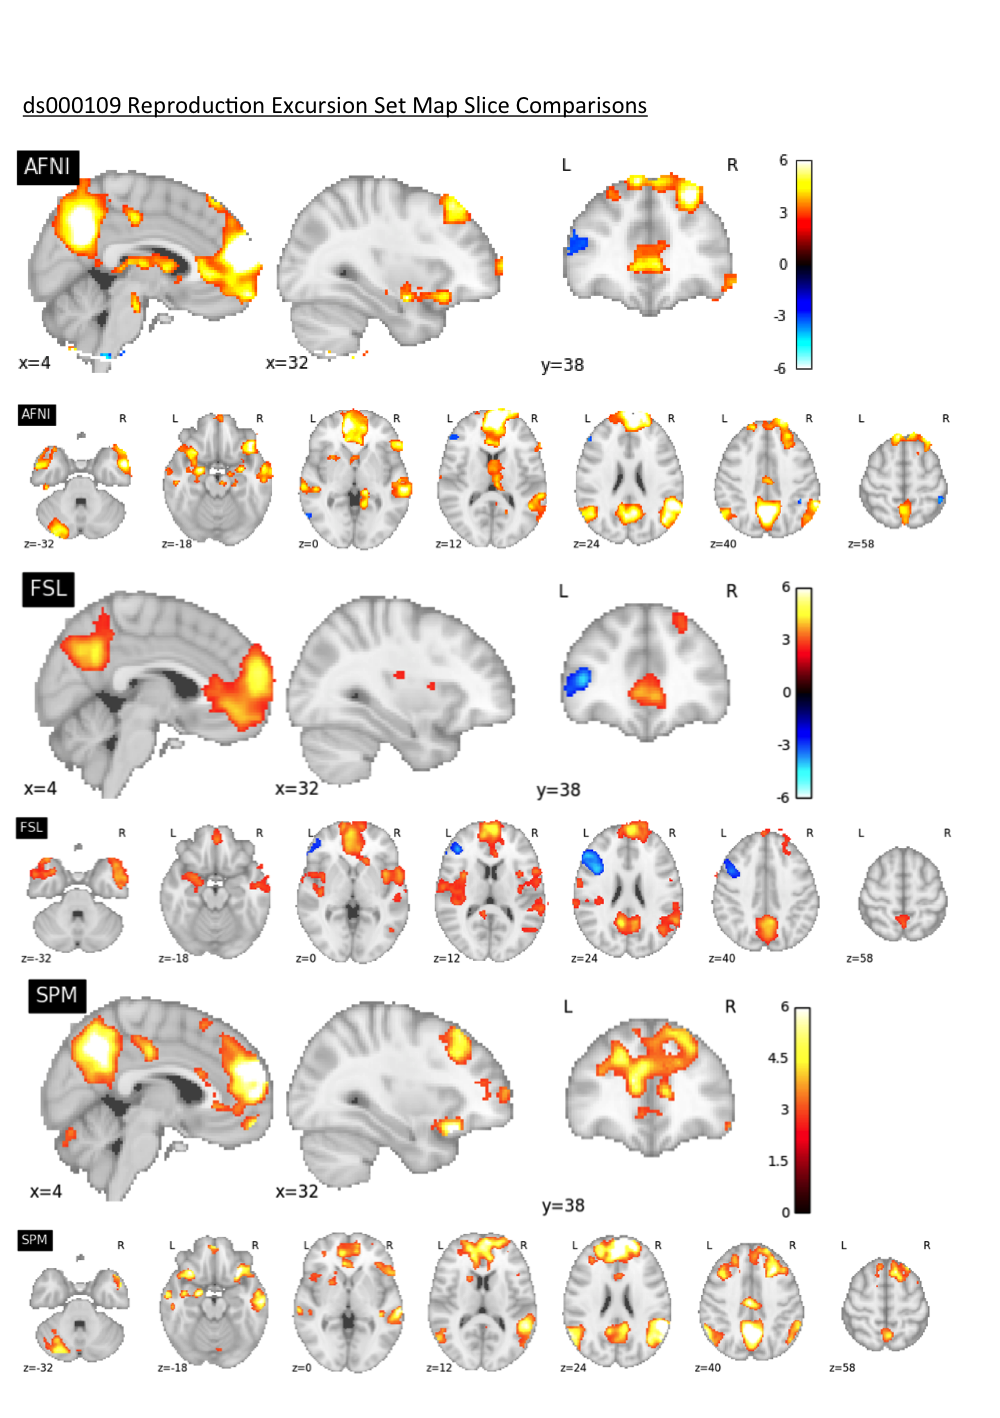 ds000109 Reproduction Excursion Set Map Slice Comparisons
AFNI
L R
6
3
0
-3
-6
x=4 x=32 y=38
AFNI
R L R L R L R L R L R L R
z=-32 z=-18 z=0 z=12 z=24 z=40 z=58
FSL
L R
6
3
0
-3
-6
x=4 x=32 y=38
FSL
R L R L R L R L R L R L R
z=-32 z=-18 z=0 z=12 z=24 z=40 z=58
SPM
L R
6
4.5
3
1.5
0
x=4 x=32 y=38
SPM
R L R L R L R L R L R L R
z=-32 z=-18 z=0 z=12 z=24 z=40 z=58